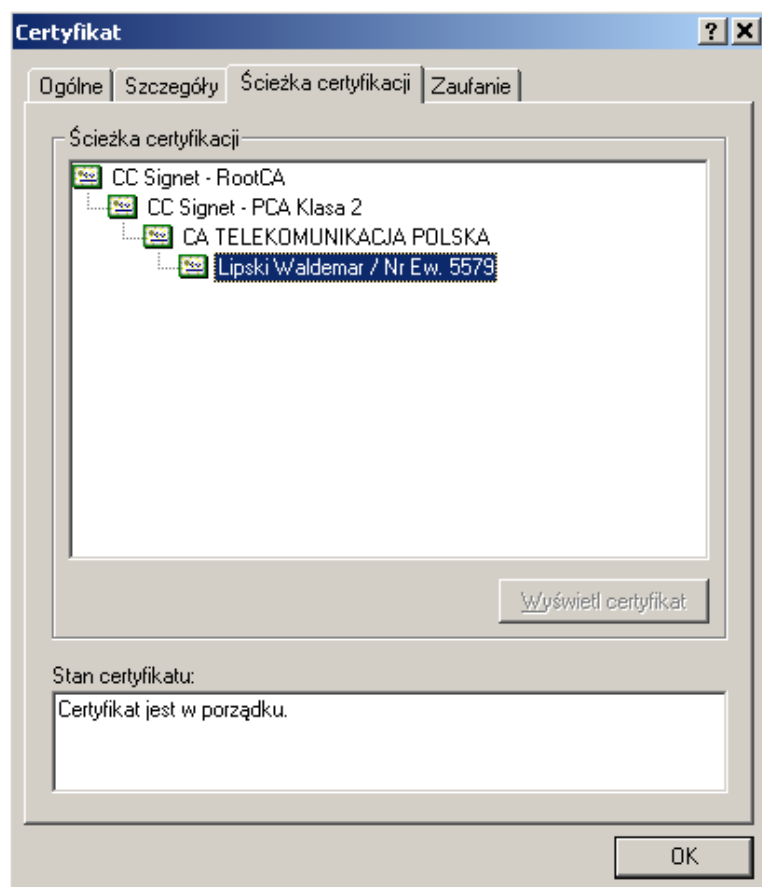 Certyfikat
Ogólne Szczegóły Ścieżka certyfikacji Zaufanie
Ścieżka certyfikacji
CC Signet - RootCA
CC Signet - PCA Klasa 2
CA TELEKOMUNIKACJA POLSKA
Lipski Waldemar / Nr Ew. 5579
Wyświetl certyfikat
Stan certyfikatu:
Certyfikat jest w porządku.
OK